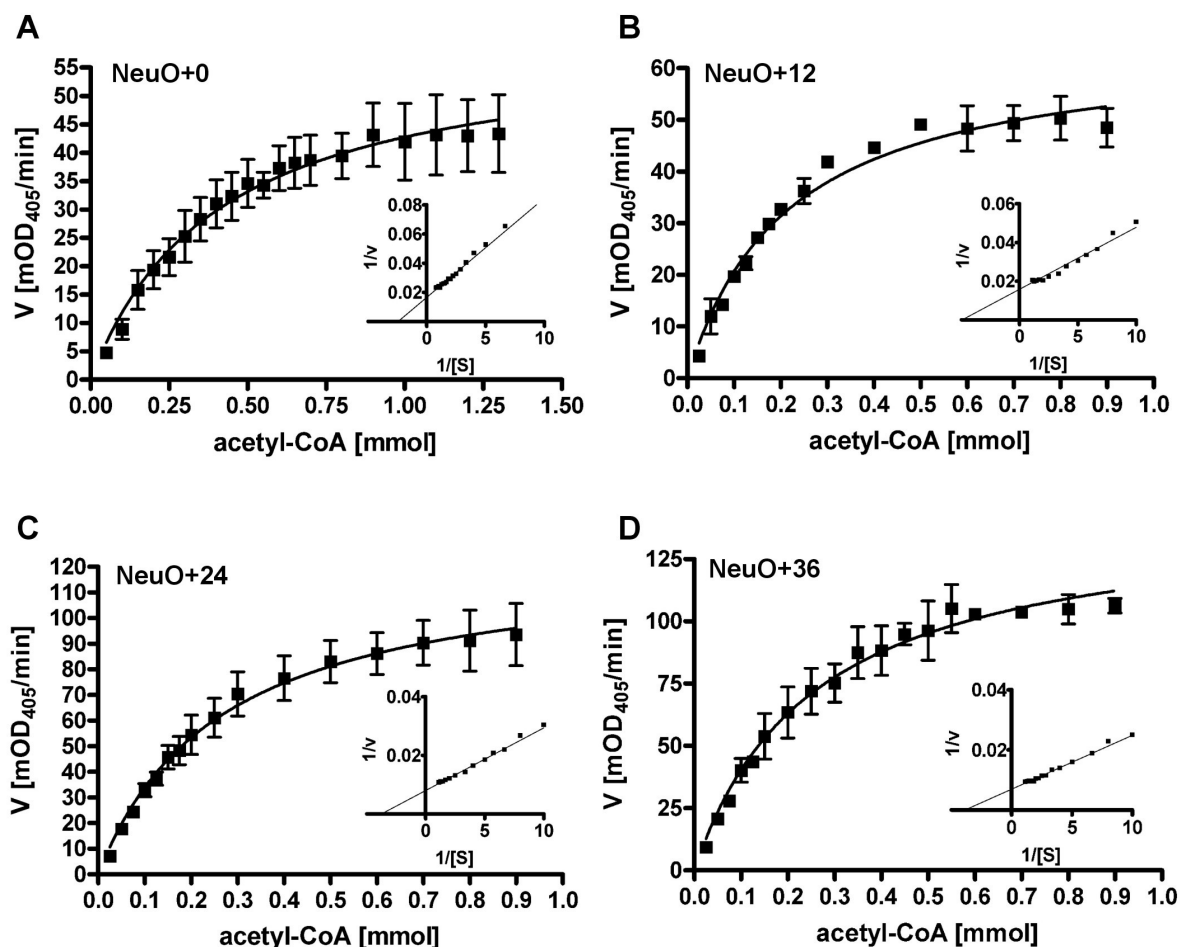 A
NeuO+0
V [mOD405/min]
55
50
45
40
35
30
25
20
15
10
5
0
0.00 0.25 0.50 0.75 1.00 1.25 1.50
acetyl-CoA [mmol]
1/v
0.08
0.06
0.04
0.02
0 5 10
1/[S]
B
NeuO+12
V [mOD405/min]
60
50
40
30
20
10
0
0.0 0.1 0.2 0.3 0.4 0.5 0.6 0.7 0.8 0.9 1.0
acetyl-CoA [mmol]
1/v
0.06
0.04
0.02
0 5 10
1/[S]
C
NeuO+24
V [mOD405/min]
120
110
100
90
80
70
60
50
40
30
20
10
0
0.0 0.1 0.2 0.3 0.4 0.5 0.6 0.7 0.8 0.9 1.0
acetyl-CoA [mmol]
1/v
0.04
0.02
0 5 10
1/[S]
D
NeuO+36
V [mOD405/min]
125
100
75
50
25
0
0.0 0.1 0.2 0.3 0.4 0.5 0.6 0.7 0.8 0.9 1.0
acetyl-CoA [mmol]
1/v
0.04
0.02
0 5 10
1/[S]